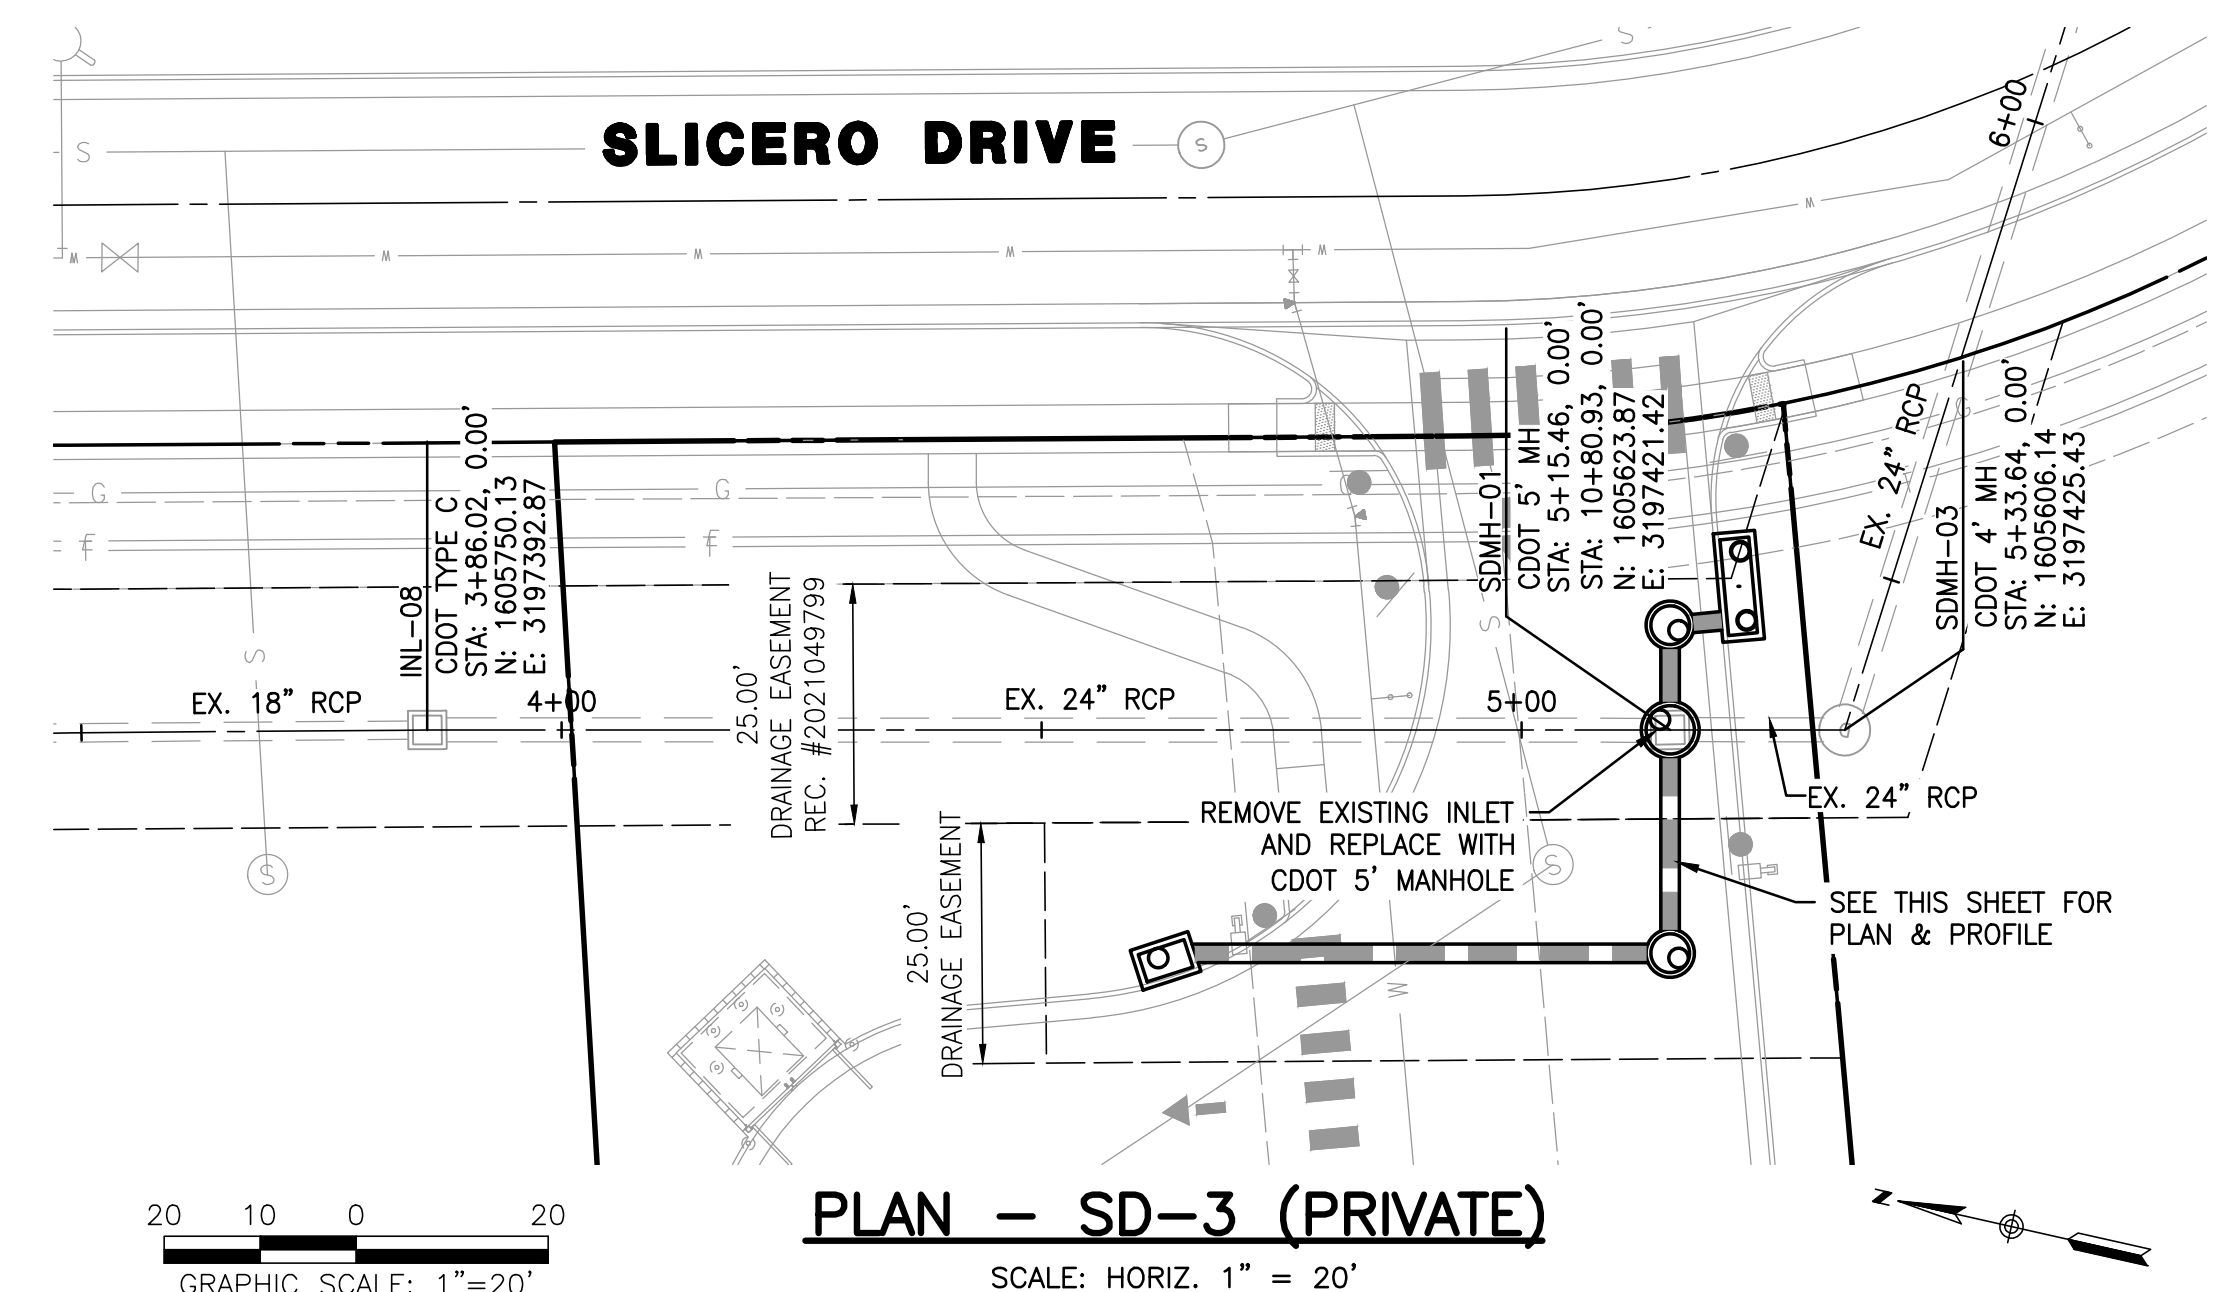 S
S
SLICERO DRIVE
S
6+00
W
W
W
W
W
W
INL-08
CDOT TYPE C
STA: 3+86.02, 0.00'
N: 1605750.13
E: 3197392.87
SDMH-01
CDOT 5' MH
STA: 5+15.46, 0.00'
STA: 10+80.93, 0.00'
N: 1605623.87
E: 3197421.42
EX. 24" RCP
SDMH-03
CDOT 4' MH
STA: 5+33.64, 0.00'
N: 1605606.14
E: 3197425.43
G
G
G
F
F
S
S
25.00'
DRAINAGE EASEMENT
REC. #2021049799
EX. 18" RCP
4+00
EX. 24" RCP
5+00
EX. 24" RCP
REMOVE EXISTING INLET
AND REPLACE WITH
CDOT 5' MANHOLE
S
S
25.00'
DRAINAGE EASEMENT
SEE THIS SHEET FOR
PLAN & PROFILE
W
20 10 0 20
GRAPHIC SCALE: 1"=20'
PLAN - SD-3 (PRIVATE)
SCALE: HORIZ. 1" = 20'
N